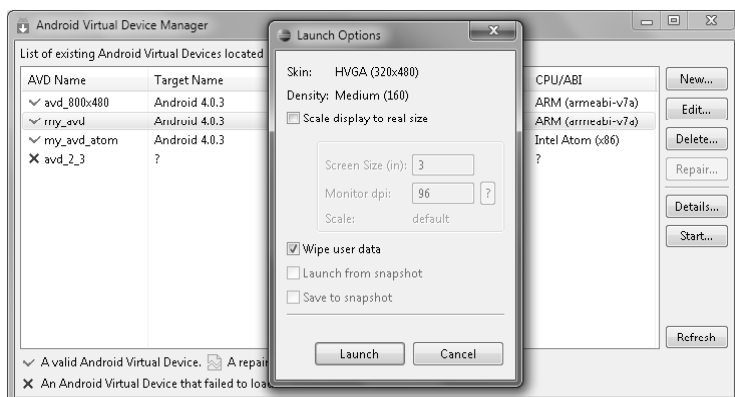 Android Virtual Device Manager
List of existing Android Virtual Devices located
AVD Name Target Name CPU/ABI
avd_800x480 Android 4.0.3 ARM (armeabi-v7a)
my_avd Android 4.0.3 ARM (armeabi-v7a)
my_avd_atom Android 4.0.3 Intel Atom (x86)
avd_2_3 ? ?
Launch Options
Skin: HVGA (320x480)
Density: Medium (160)
Scale display to real size
Screen Size (in): 3
Monitor dpi: 96 ?
Scale: default
Wipe user data
Launch from snapshot
Save to snapshot
Launch Cancel
New...
Edit...
Delete...
Repair...
Details...
Start...
Refresh
A valid Android Virtual Device. A repair
An Android Virtual Device that failed to loa